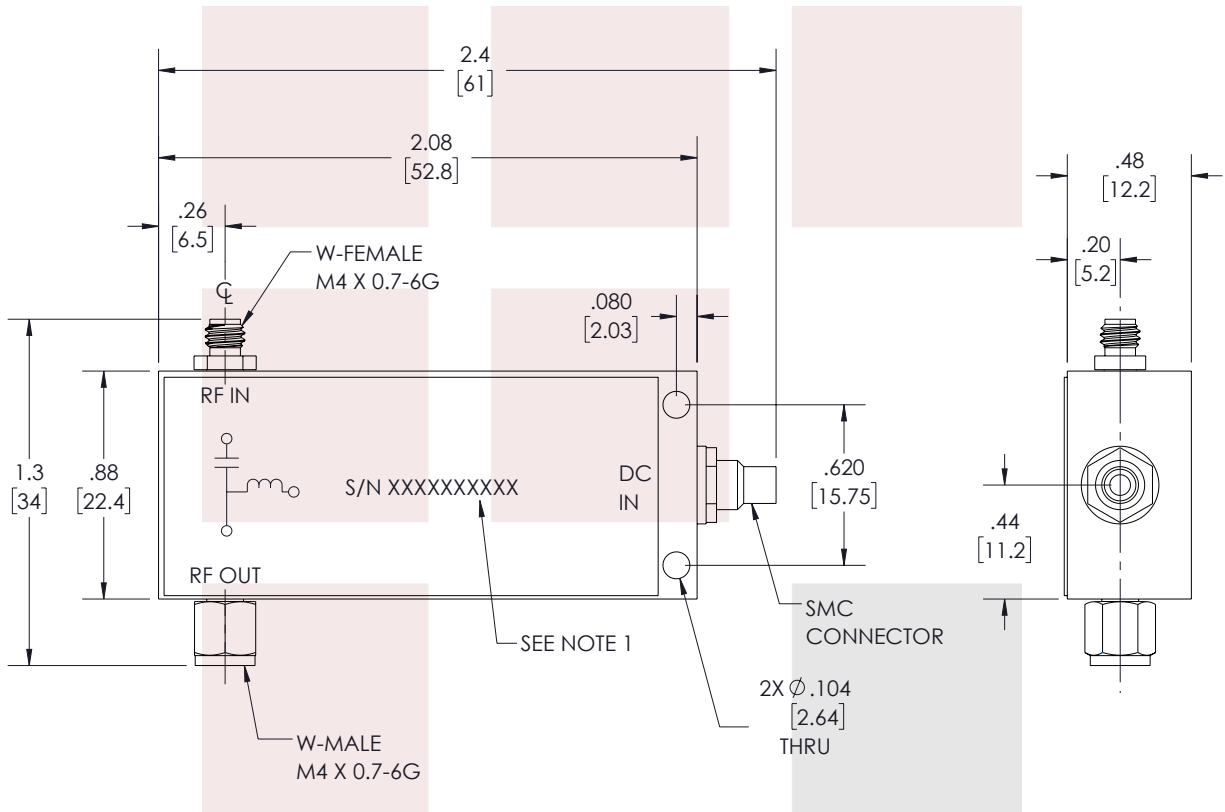 2.4
[61]
2.08
[52.8]
.48
[12.2]
.26
[6.5]
.20
[5.2]
W-FEMALE
M4 X 0.7-6G
℄
.080
[2.03]
RF IN
1.3
[34]
.88
[22.4]
S/N XXXXXXXXXX
DC
IN
.620
[15.75]
.44
[11.2]
RF OUT
SMC
CONNECTOR
SEE NOTE 1
2X ∅ .104
[2.64]
THRU
W-MALE
M4 X 0.7-6G